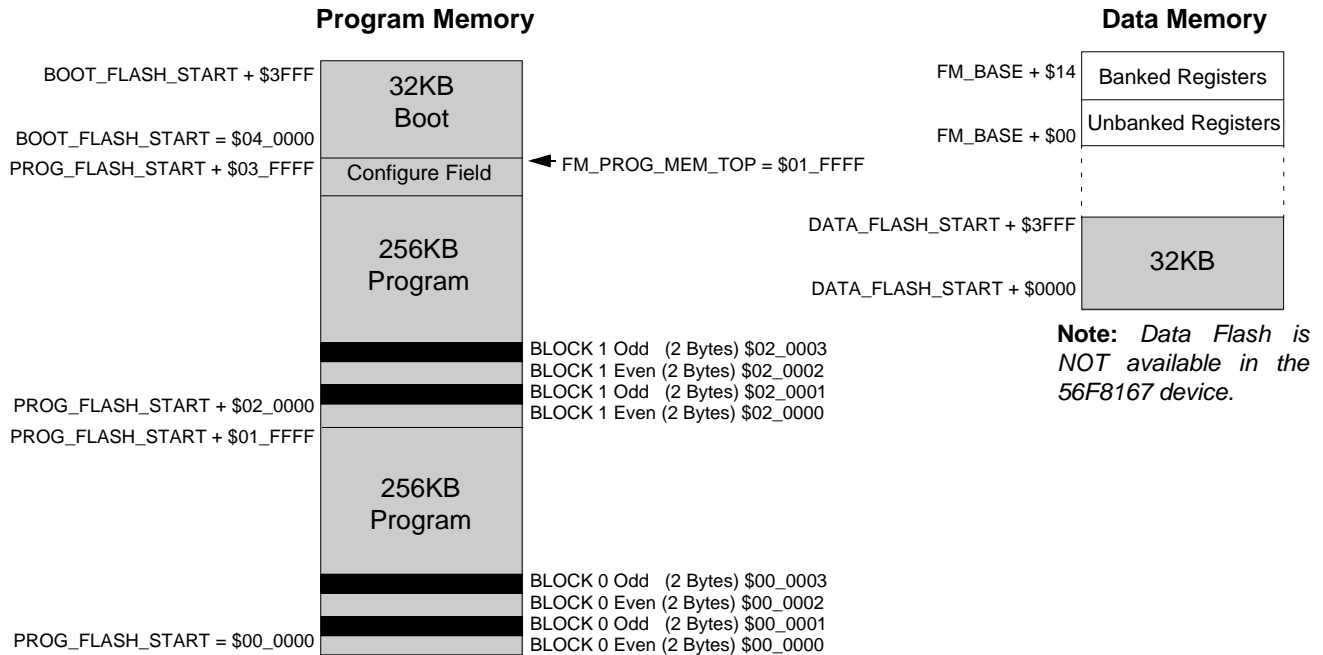 Program Memory
BOOT_FLASH_START + $3FFF
32KB
Boot
BOOT_FLASH_START = $04_0000
PROG_FLASH_START + $03_FFFF
Configure Field
FM_PROG_MEM_TOP = $01_FFFF
256KB
Program
BLOCK 1 Odd (2 Bytes) $02_0003
BLOCK 1 Even (2 Bytes) $02_0002
BLOCK 1 Odd (2 Bytes) $02_0001
PROG_FLASH_START + $02_0000
BLOCK 1 Even (2 Bytes) $02_0000
PROG_FLASH_START + $01_FFFF
256KB
Program
BLOCK 0 Odd (2 Bytes) $00_0003
BLOCK 0 Even (2 Bytes) $00_0002
BLOCK 0 Odd (2 Bytes) $00_0001
PROG_FLASH_START = $00_0000
BLOCK 0 Even (2 Bytes) $00_0000
Data Memory
FM_BASE + $14
Banked Registers
Unbanked Registers
FM_BASE + $00
DATA_FLASH_START + $3FFF
32KB
DATA_FLASH_START + $0000
Note: Data Flash is
NOT available in the
56F8167 device.